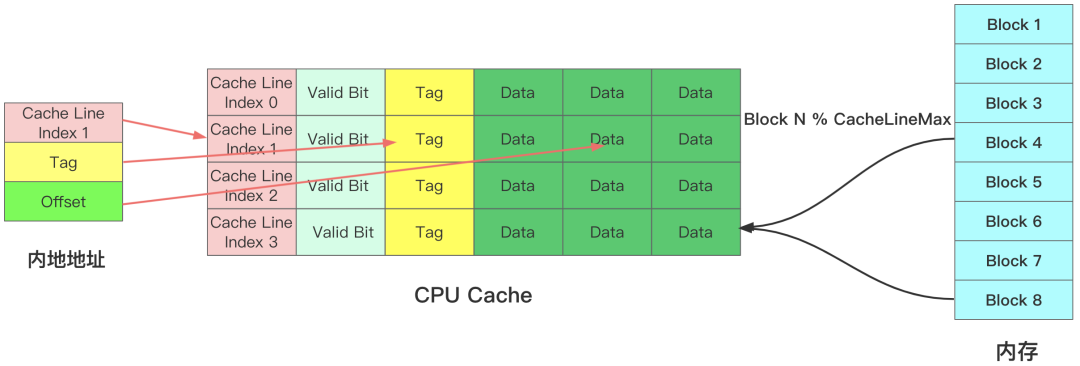 Cache Line
Index 1
Tag
Offset
内地地址
Cache Line
Index 0
Valid Bit
Tag
Data
Data
Data
Cache Line
Index 1
Valid Bit
Tag
Data
Data
Data
Cache Line
Index 2
Valid Bit
Tag
Data
Data
Data
Cache Line
Index 3
Valid Bit
Tag
Data
Data
Data
CPU Cache
Block N % CacheLineMax
Block 1
Block 2
Block 3
Block 4
Block 5
Block 6
Block 7
Block 8
内存